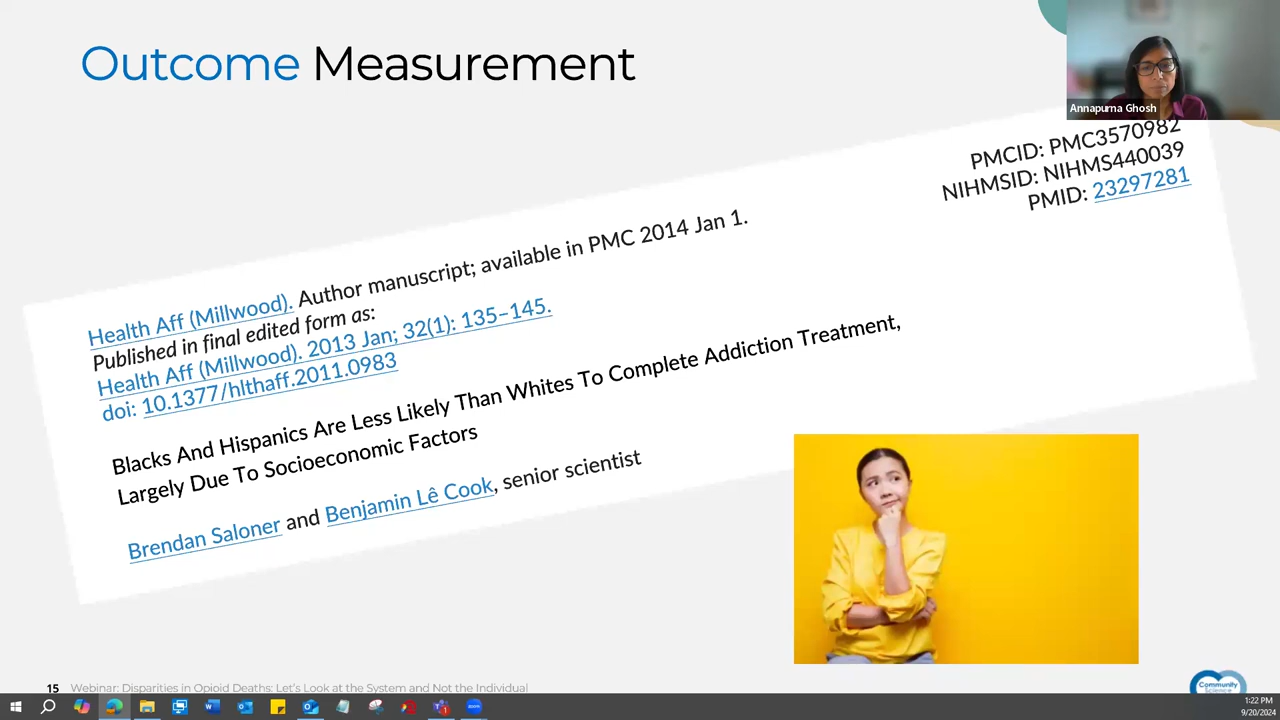 Outcome Measurement
Annapurna Ghosh
PMCID: PMC3570982
NIHMSID: NIHMS440039
PMID: 23297281
Health Aff (Millwood). Author manuscript; available in PMC 2014 Jan 1.
Published in final edited form as:
Health Aff (Millwood). 2013 Jan; 32(1): 135–145.
doi: 10.1377/hlthaff.2011.0983
Blacks And Hispanics Are Less Likely Than Whites To Complete Addiction Treatment,
Largely Due To Socioeconomic Factors
Brendan Saloner and Benjamin Lê Cook, senior scientist
15 Webinar: Disparities in Opioid Deaths: Let's Look at the System and Not the Individual
Community
Science
1:22 PM
9/20/2024